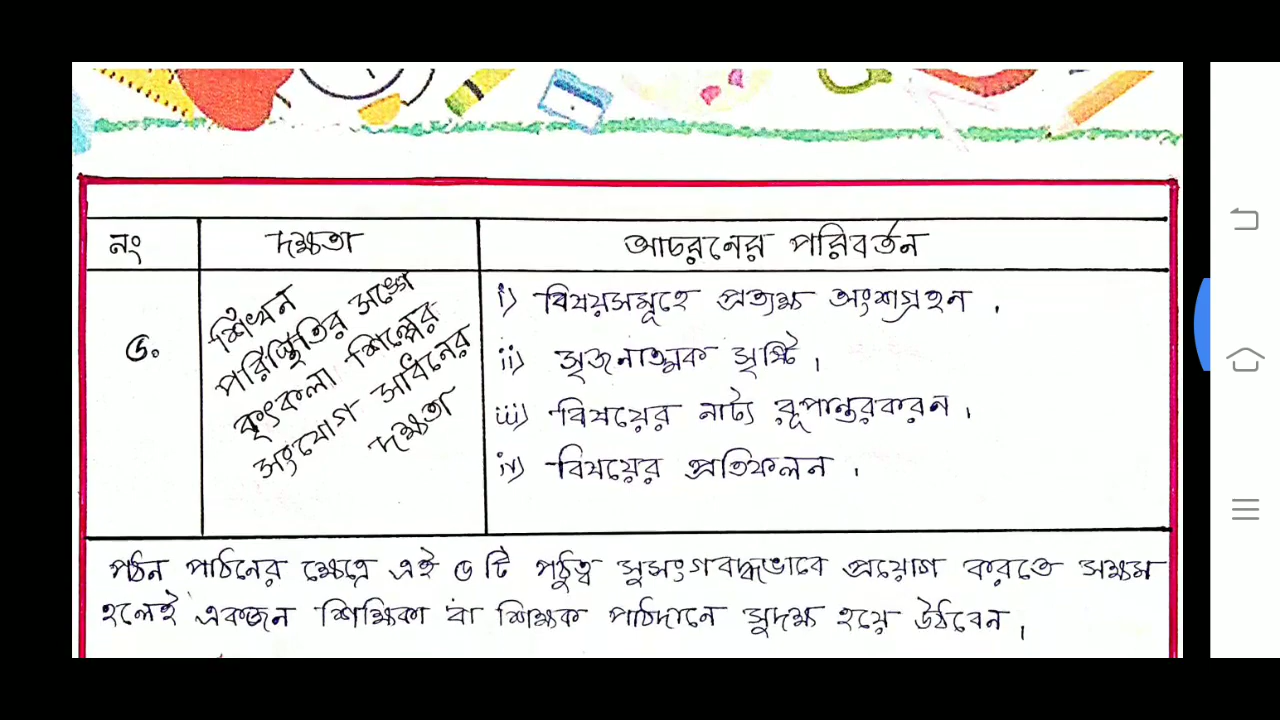 নং দক্ষতা আচরনের পরিবর্তন
৬.
শিখন
পরিস্থিতির সঙ্গে
কৃৎকলা শিল্পের
সংযোগ সাধনের
দক্ষতা
i) বিষয়সমূহে প্রত্যক্ষ অংশগ্রহন .
ii) সৃজনাত্মক সৃষ্টি ।
iii) বিষয়ের নাট্য রূপান্তরকরন ।
iv) বিষয়ের প্রতিফলন ।
পঠন পাঠনের ক্ষেত্রে এই ৬ টি সুসংগবদ্ধভাবে প্রয়োগ করতে সক্ষম
হলেই একজন শিক্ষিকা বা শিক্ষক পাঠদানে সুদক্ষ হয়ে উঠবেন ।